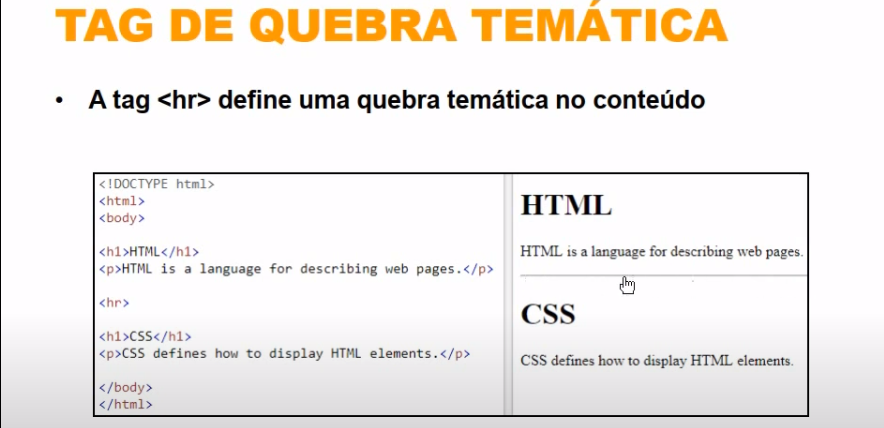 TAG DE QUEBRA TEMÁTICA
• A tag <hr> define uma quebra temática no conteúdo
<!DOCTYPE html>
<html>
<body>
<h1>HTML</h1>
<p>HTML is a language for describing web pages.</p>
<hr>
<h1>CSS</h1>
<p>CSS defines how to display HTML elements.</p>
</body>
</html>
HTML
HTML is a language for describing web pages.
CSS
CSS defines how to display HTML elements.